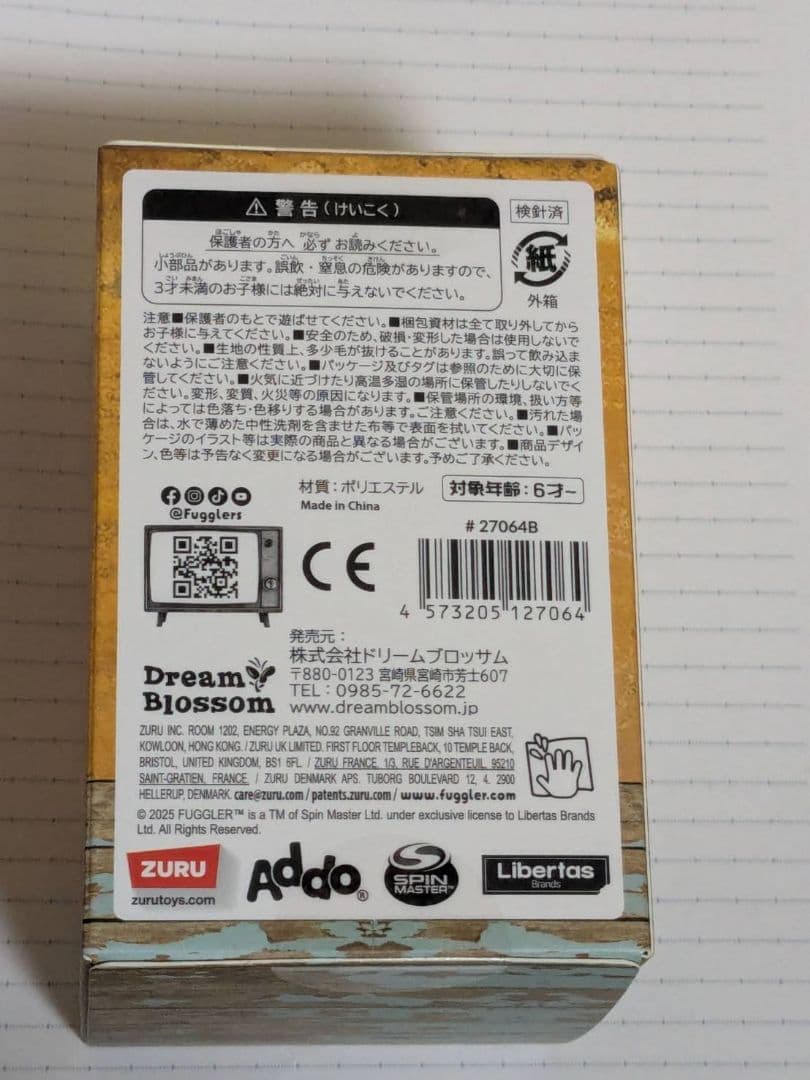 ⚠ 警告(けいこく)
保護者の方へ 必ず お読みください。
小部品があります。誤飲・窒息の危険がありますので、
3才未満のお子様には絶対に与えないでください。
検針済
紙
外箱
注意■保護者のもとで遊ばせてください。■梱包資材は全て取り外してから
お子様に与えてください。■安全のため、破損・変形した場合は使用しないで
ください。■生地の性質上、多少毛が抜けることがあります。誤って飲み込ま
ないようにご注意ください。■パッケージ及びタグは参照のために大切に保
管してください。■火気に近づけたり高温多湿の場所に保管したりしないでく
ださい。変形、変質、火災等の原因になります。■保管場所の環境、扱い方等
によっては色落ち・色移りする場合があります。ご注意ください。■汚れた場
合は、水で薄めた中性洗剤を含ませた布等で表面を拭いてください。■パッ
ケージのイラスト等は実際の商品と異なる場合がございます。■商品デザイ
ン、色等は予告なく変更になる場合がございます。予めご了承ください。
@Fugglers
材質：ポリエステル
Made in China
対象年齢：6才〜
# 27064B
CE
4 573205 127064
発売元：
株式会社ドリームブロッサム
〒880-0123 宮崎県宮崎市芳士607
TEL：0985-72-6622
www.dreamblossom.jp
Dream
Blossom
ZURU INC. ROOM 1202, ENERGY PLAZA, NO.92 GRANVILLE ROAD, TSIM SHA TSUI EAST,
KOWLOON, HONG KONG. / ZURU UK LIMITED. FIRST FLOOR TEMPLEBACK, 10 TEMPLE BACK,
BRISTOL, UNITED KINGDOM, BS1 6FL / ZURU FRANCE, 1/3, RUE D'ARGENTEUIL 95210
SAINT-GRATIEN, FRANCE. / ZURU DENMARK APS. TUBORG BOULEVARD 12, 4. 2900
HELLERUP, DENMARK. care@zuru.com / patents.zuru.com / www.fuggler.com
© 2025 FUGGLER™ is a TM of Spin Master Ltd. under exclusive license to Libertas Brands
Ltd. All Rights Reserved.
ZURU
zurutoys.com
Addo®
SPIN
MASTER™
Libertas
Brands